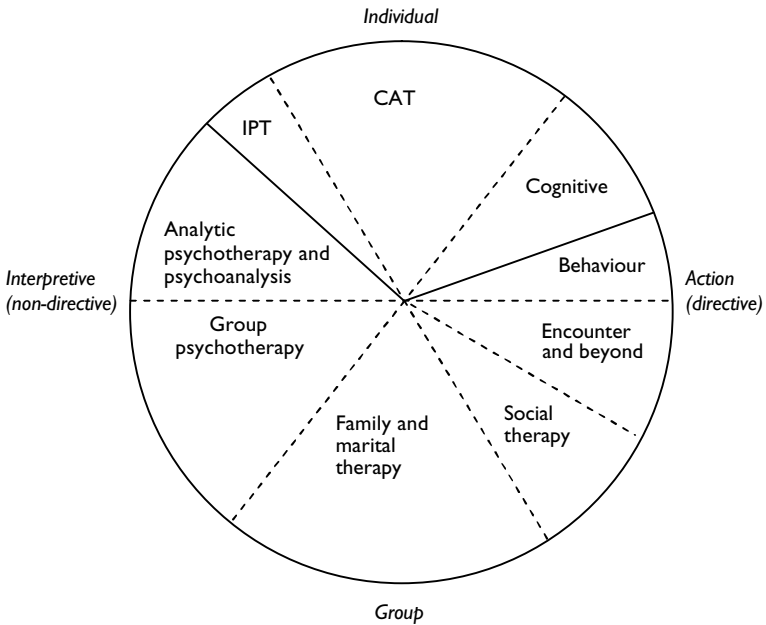 Individual
CAT
IPT
Cognitive
Analytic
psychotherapy and
psychoanalysis
Behaviour
Interpretive
(non-directive)
Action
(directive)
Group
psychotherapy
Encounter
and beyond
Social
therapy
Family and
marital
therapy
Group